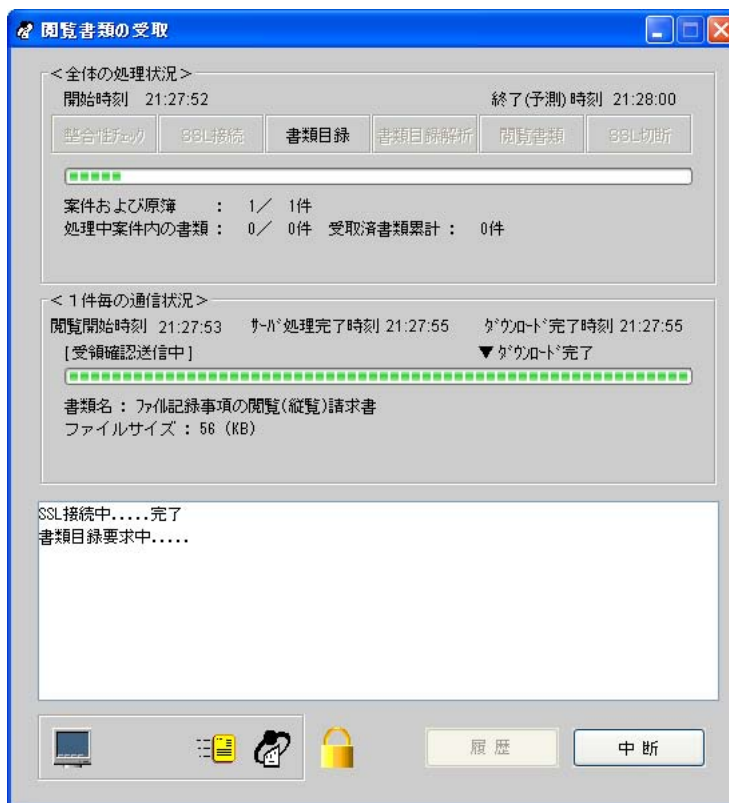 閲覧書類の受取
＜全体の処理状況＞
開始時刻 21:27:52 終了(予測)時刻 21:28:00
整合性ﾁｪｯｸ SSL接続 書類目録 書類目録解析 閲覧書類 SSL切断
案件および原簿 ： 1／ 1件
処理中案件内の書類： 0／ 0件 受取済書類累計： 0件
＜１件毎の通信状況＞
閲覧開始時刻 21:27:53 ｻｰﾊﾞ処理完了時刻 21:27:55 ﾀﾞｳﾝﾛｰﾄﾞ完了時刻 21:27:55
[受領確認送信中] ▼ﾀﾞｳﾝﾛｰﾄﾞ完了
書類名：ﾌｧｲﾙ記録事項の閲覧(縦覧)請求書
ファイルサイズ：56 (KB)
SSL接続中.....完了
書類目録要求中.....
履歴 中断